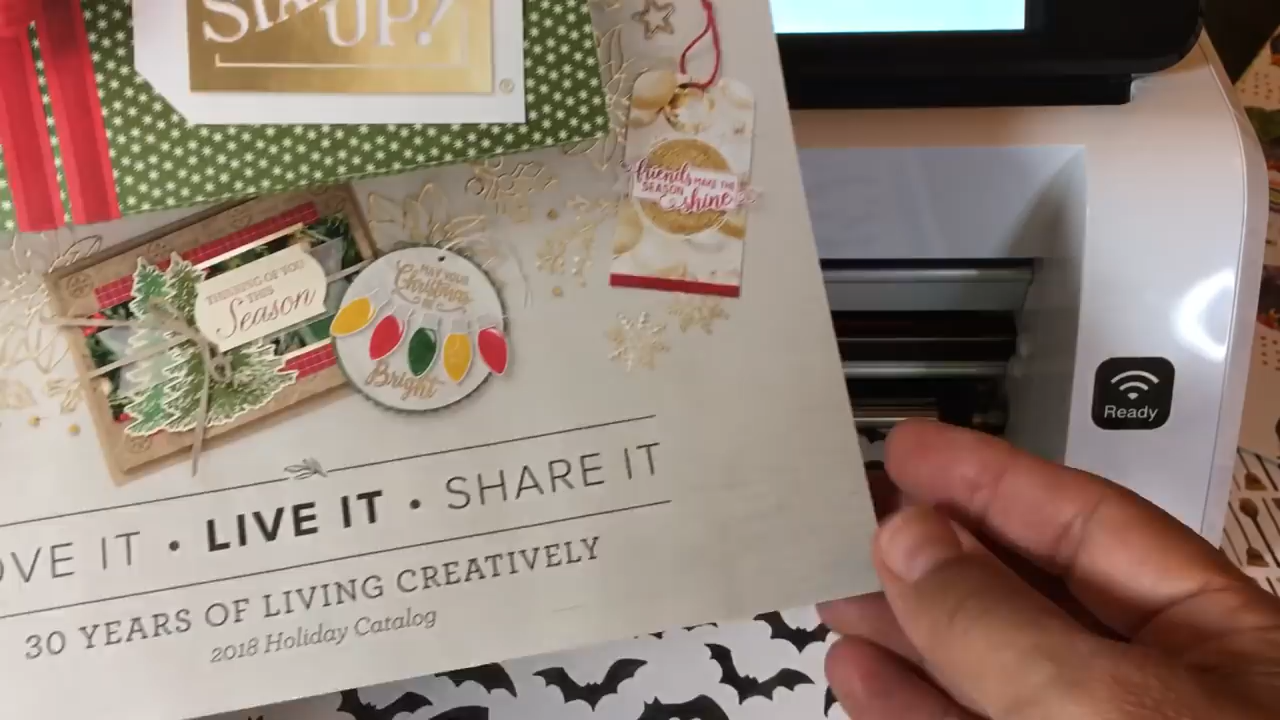 UP!
®
friends MAKE THE
SEASON shine
THINKING OF YOU
THIS
Season
MAY YOUR
Christmas
BE
Bright
OVE IT • LIVE IT • SHARE IT
30 YEARS OF LIVING CREATIVELY
2018 Holiday Catalog
Ready